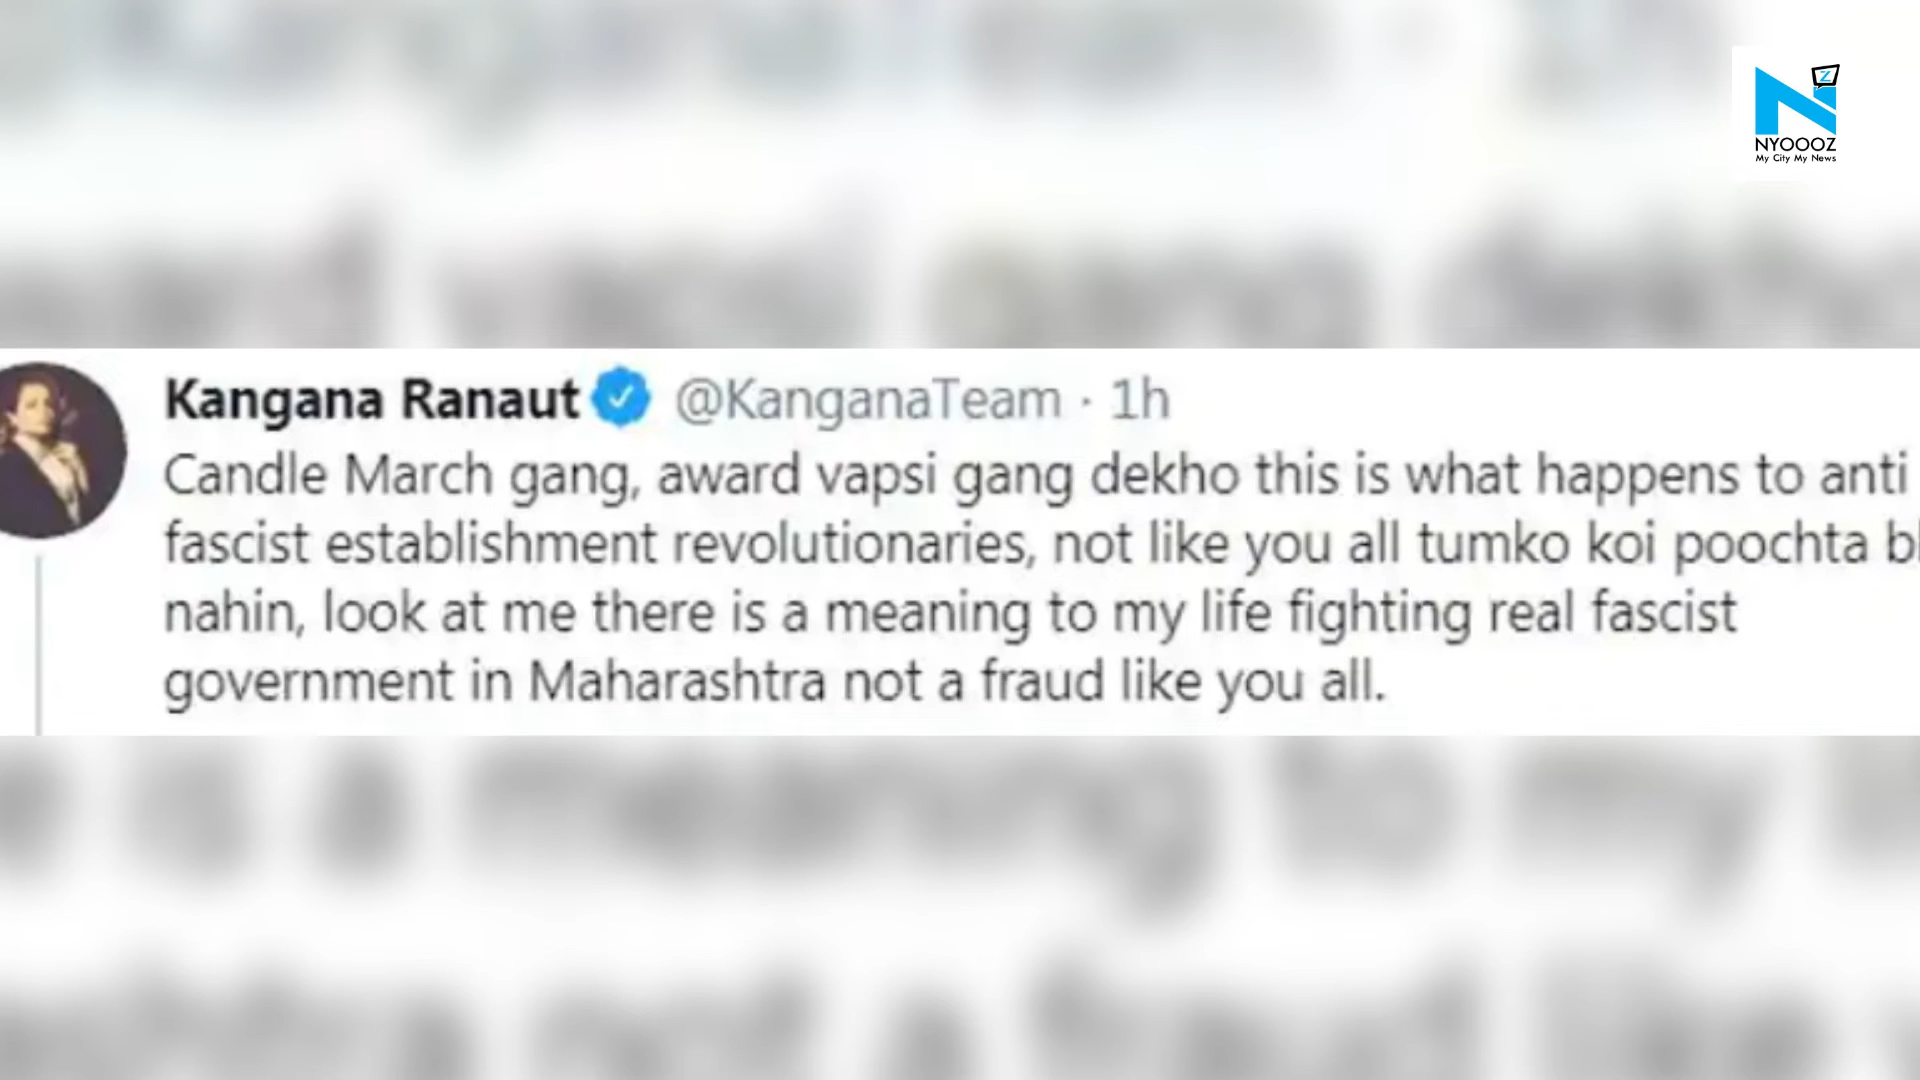 Z
NYOOOZ
My City My News
Kangana Ranaut @KanganaTeam · 1h
Candle March gang, award vapsi gang dekho this is what happens to anti
fascist establishment revolutionaries, not like you all tumko koi poochta
nahin, look at me there is a meaning to my life fighting real fascist
government in Maharashtra not a fraud like you all.